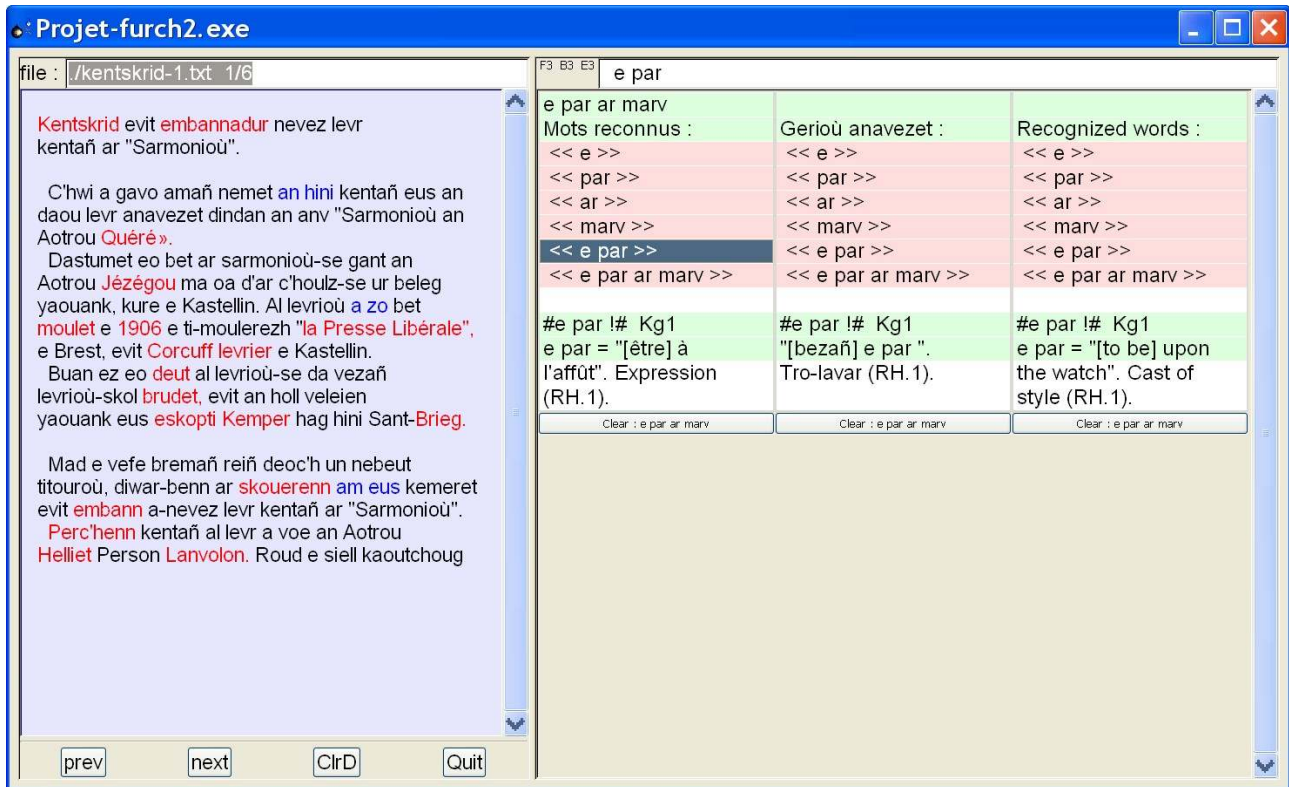 Projet-furch2.exe
file : ./kentskrid-1.txt 1/6
Kentskrid evit embannadur nevez levr
kentañ ar "Sarmonioù".
C'hwi a gavo amañ nemet an hini kentañ eus an
daou levr anavezet dindan an anv "Sarmonioù an
Aotrou Quéré».
Dastumet eo bet ar sarmonioù-se gant an
Aotrou Jézégou ma oa d'ar c'houlz-se ur beleg
yaouank, kure e Kastellin. Al levrioù a zo bet
moulet e 1906 e ti-moulerezh "la Presse Libérale",
e Brest, evit Corcuff levrier e Kastellin.
Buan ez eo deut al levrioù-se da vezañ
levrioù-skol brudet, evit an holl veleien
yaouank eus eskopti Kemper hag hini Sant-Brieg.
Mad e vefe bremañ reiñ deoc'h un nebeut
titouroù, diwar-benn ar skouerenn am eus kemeret
evit embann a-nevez levr kentañ ar "Sarmonioù".
Perc'henn kentañ al levr a voe an Aotrou
Helliet Person Lanvolon. Roud e siell kaoutchoug
prev next ClrD Quit
F3 B3 E3 e par
e par ar marv
Mots reconnus : Gerioù anavezet : Recognized words :
<< e >> << e >> << e >>
<< par >> << par >> << par >>
<< ar >> << ar >> << ar >>
<< marv >> << marv >> << marv >>
<< e par >> << e par >> << e par >>
<< e par ar marv >> << e par ar marv >> << e par ar marv >>
#e par !# Kg1 #e par !# Kg1 #e par !# Kg1
e par = "[être] à "[bezañ] e par ". e par = "[to be] upon
l'affût". Expression Tro-lavar (RH.1). the watch". Cast of
(RH.1). style (RH.1).
Clear : e par ar marv Clear : e par ar marv Clear : e par ar marv